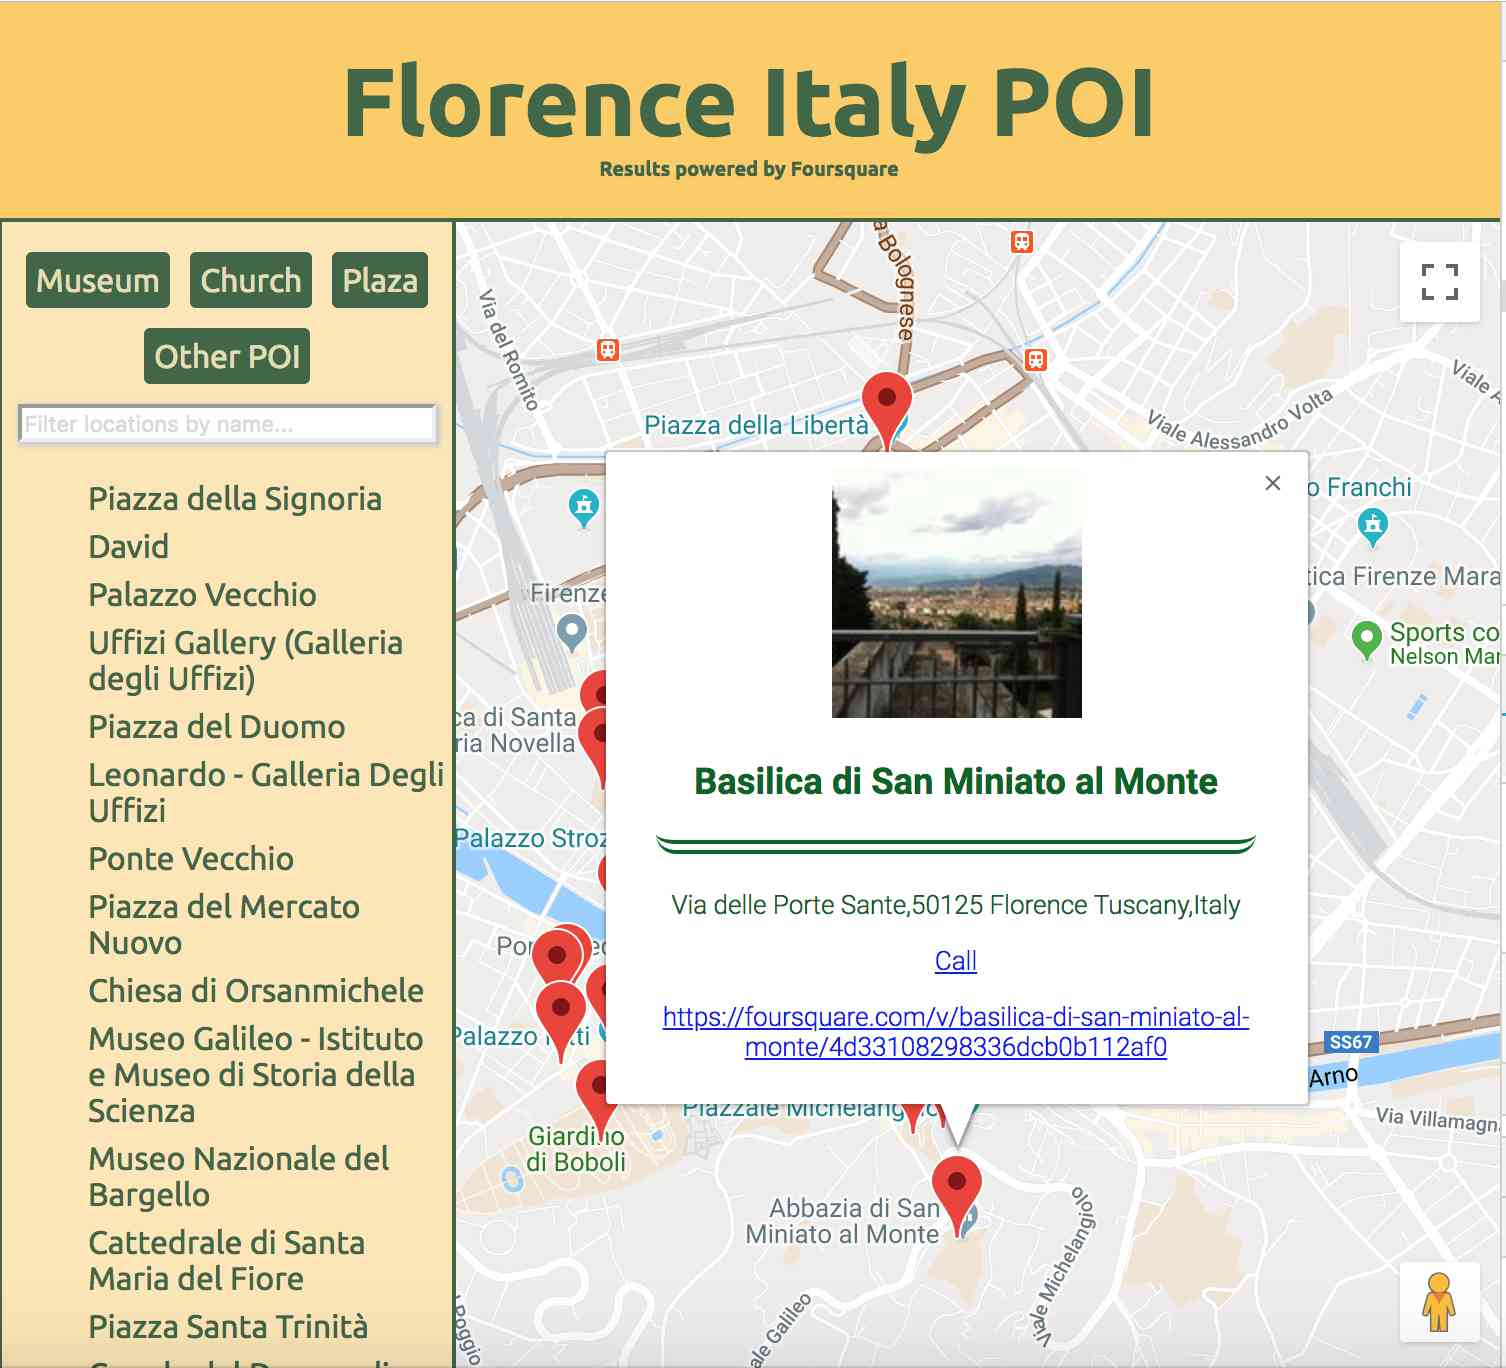 Florence Italy POI
Results powered by Foursquare
Museum
Church
Plaza
Other POI
Filter locations by name...
Piazza della Signoria
David
Palazzo Vecchio
Uffizi Gallery (Galleria
degli Uffizi)
Piazza del Duomo
Leonardo - Galleria Degli
Uffizi
Ponte Vecchio
Piazza del Mercato
Nuovo
Chiesa di Orsanmichele
Museo Galileo - Istituto
e Museo di Storia della
Scienza
Museo Nazionale del
Bargello
Cattedrale di Santa
Maria del Fiore
Piazza Santa Trinità
a Bolognese
Via del Romito
Piazza della Libertà
Viale Alessandro Volta
Viale A
o Franchi
tica Firenze Mara
Sports co
Nelson Mar
Firenze
ca di Santa
ria Novella
Palazzo Stroz
Palazzo
Giardino
di Boboli
Basilica di San Miniato al Monte
Via delle Porte Sante,50125 Florence Tuscany,Italy
Call
https://foursquare.com/v/basilica-di-san-miniato-al-
monte/4d33108298336dcb0b112af0
SS67
Arno
Via Villamagn
Piazzale
Abbazia di San
Miniato al Monte
Viale Michelangiolo
ale Galileo
Poggio